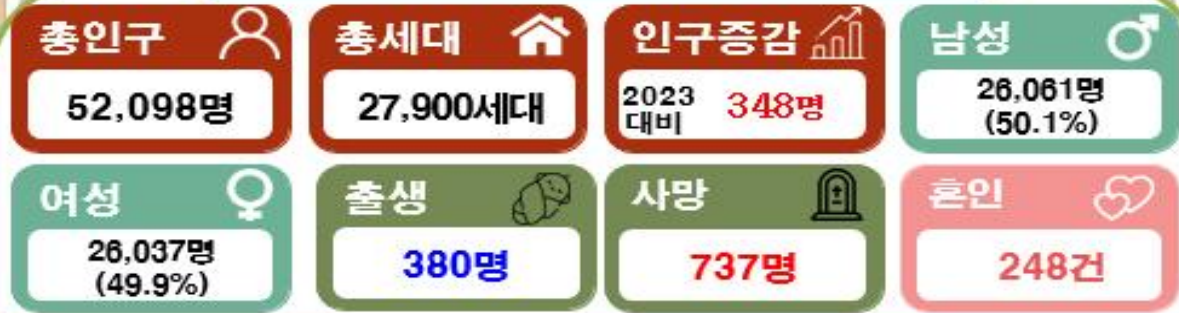 총인구
52,098명
총세대
27,900세대
인구증감
2023
대비
348명
남성
26,061명
(50.1%)
여성
26,037명
(49.9%)
출생
380명
사망
737명
혼인
248건